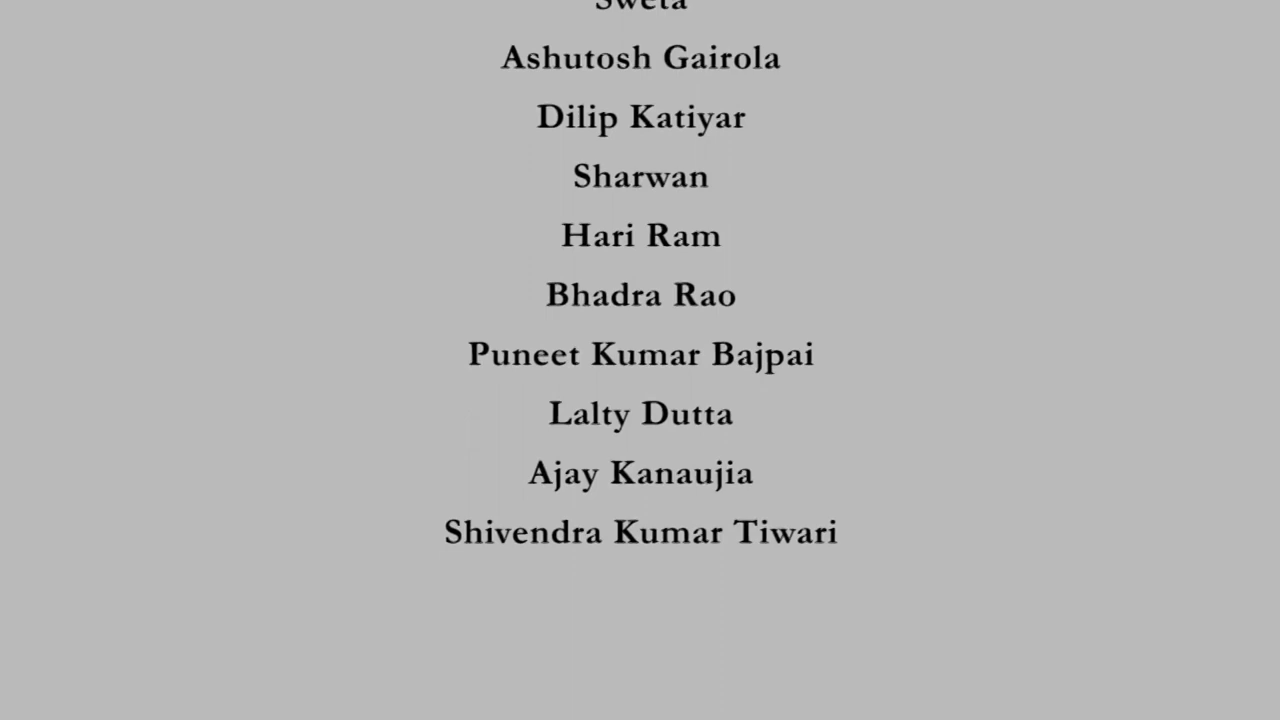 Sweta
Ashutosh Gairola
Dilip Katiyar
Sharwan
Hari Ram
Bhadra Rao
Puneet Kumar Bajpai
Lalty Dutta
Ajay Kanaujia
Shivendra Kumar Tiwari